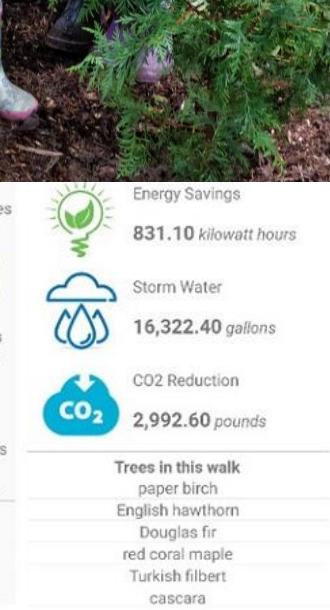 es
Energy Savings
831.10 kilowatt hours
Storm Water
16,322.40 gallons
CO2 Reduction
CO2
2,992.60 pounds
s
Trees in this walk
paper birch
English hawthorn
Douglas fir
red coral maple
Turkish filbert
cascara